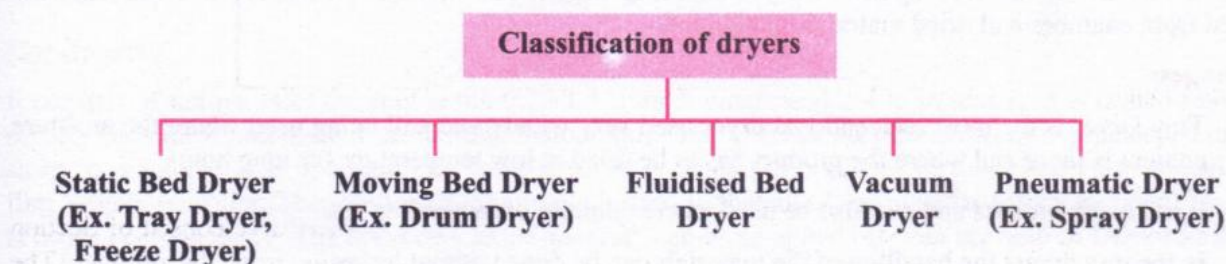 Classification of dryers
Static Bed Dryer
(Ex. Tray Dryer,
Freeze Dryer)
Moving Bed Dryer
(Ex. Drum Dryer)
Fluidised Bed
Dryer
Vacuum
Dryer
Pneumatic Dryer
(Ex. Spray Dryer)